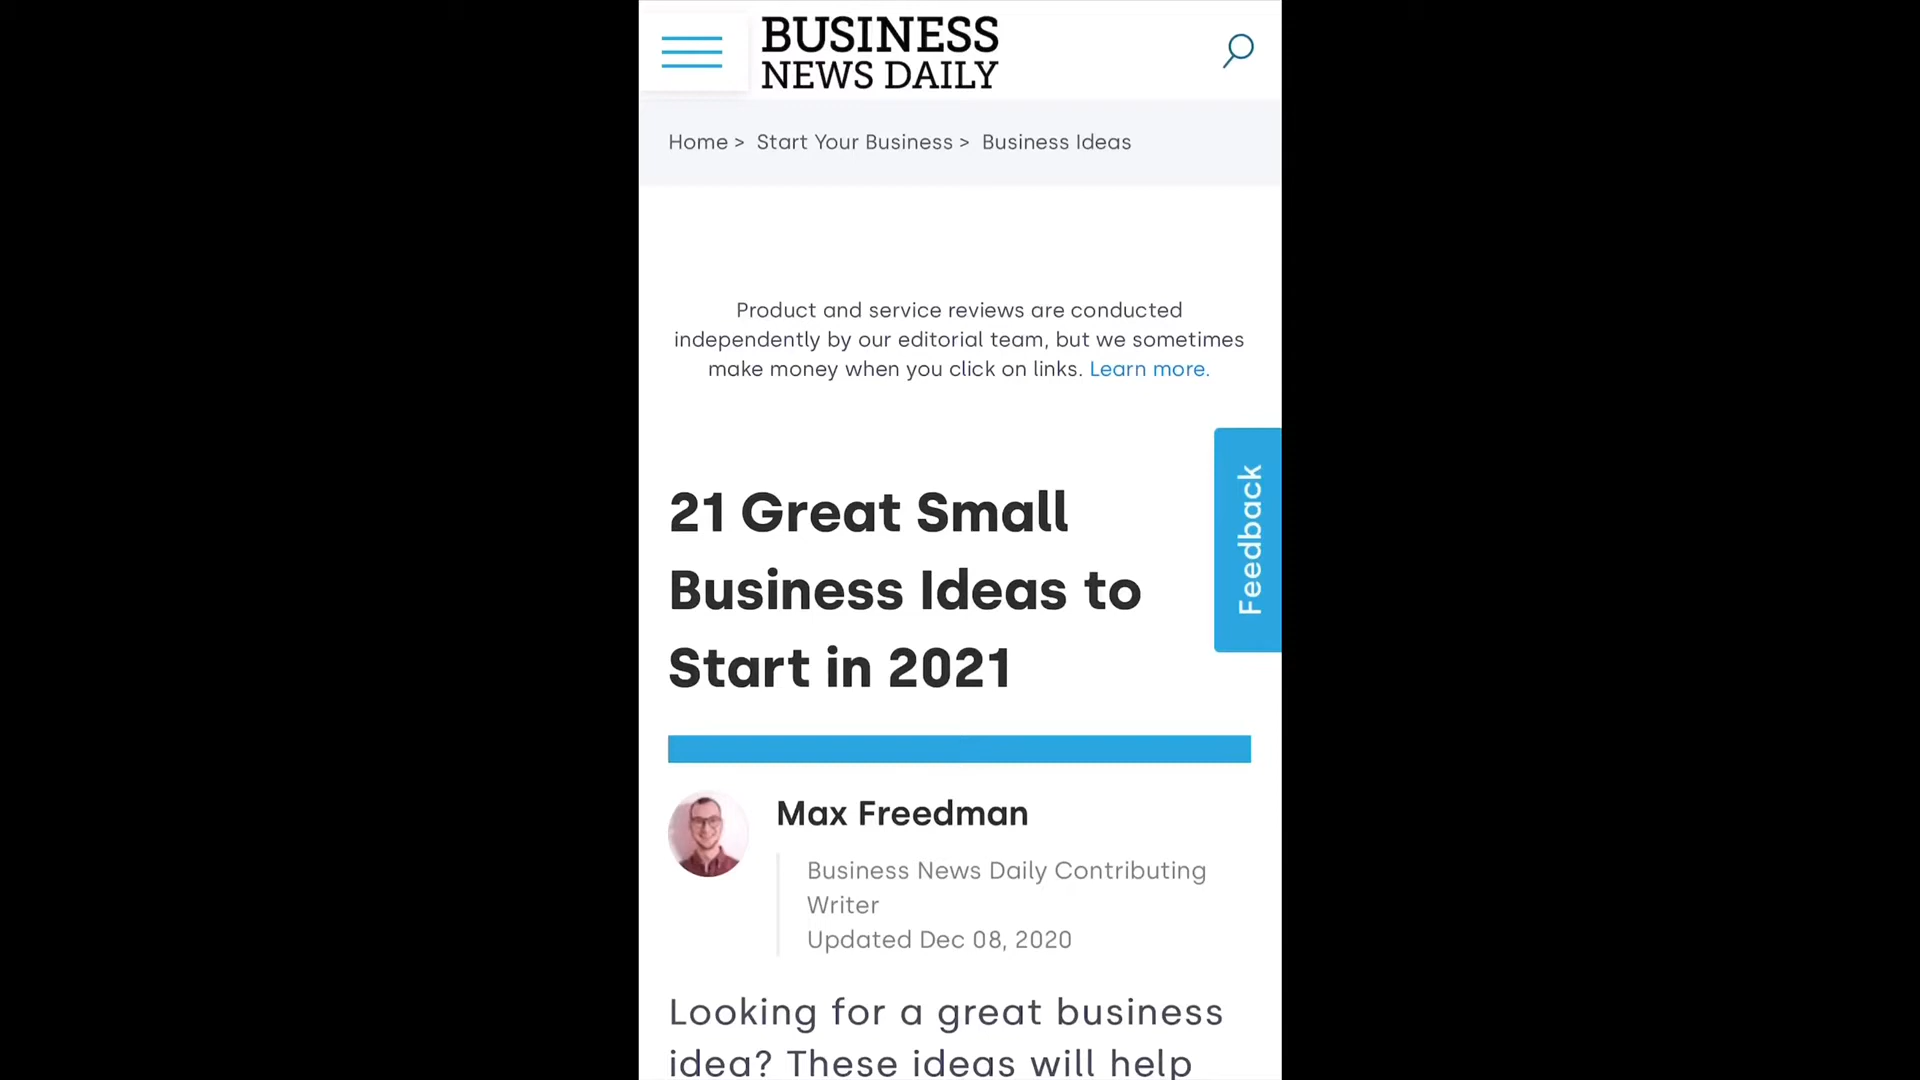 BUSINESS
NEWS DAILY
Home > Start Your Business > Business Ideas
Product and service reviews are conducted
independently by our editorial team, but we sometimes
make money when you click on links. Learn more.
Feedback
21 Great Small
Business Ideas to
Start in 2021
Max Freedman
Business News Daily Contributing
Writer
Updated Dec 08, 2020
Looking for a great business
idea? These ideas will help